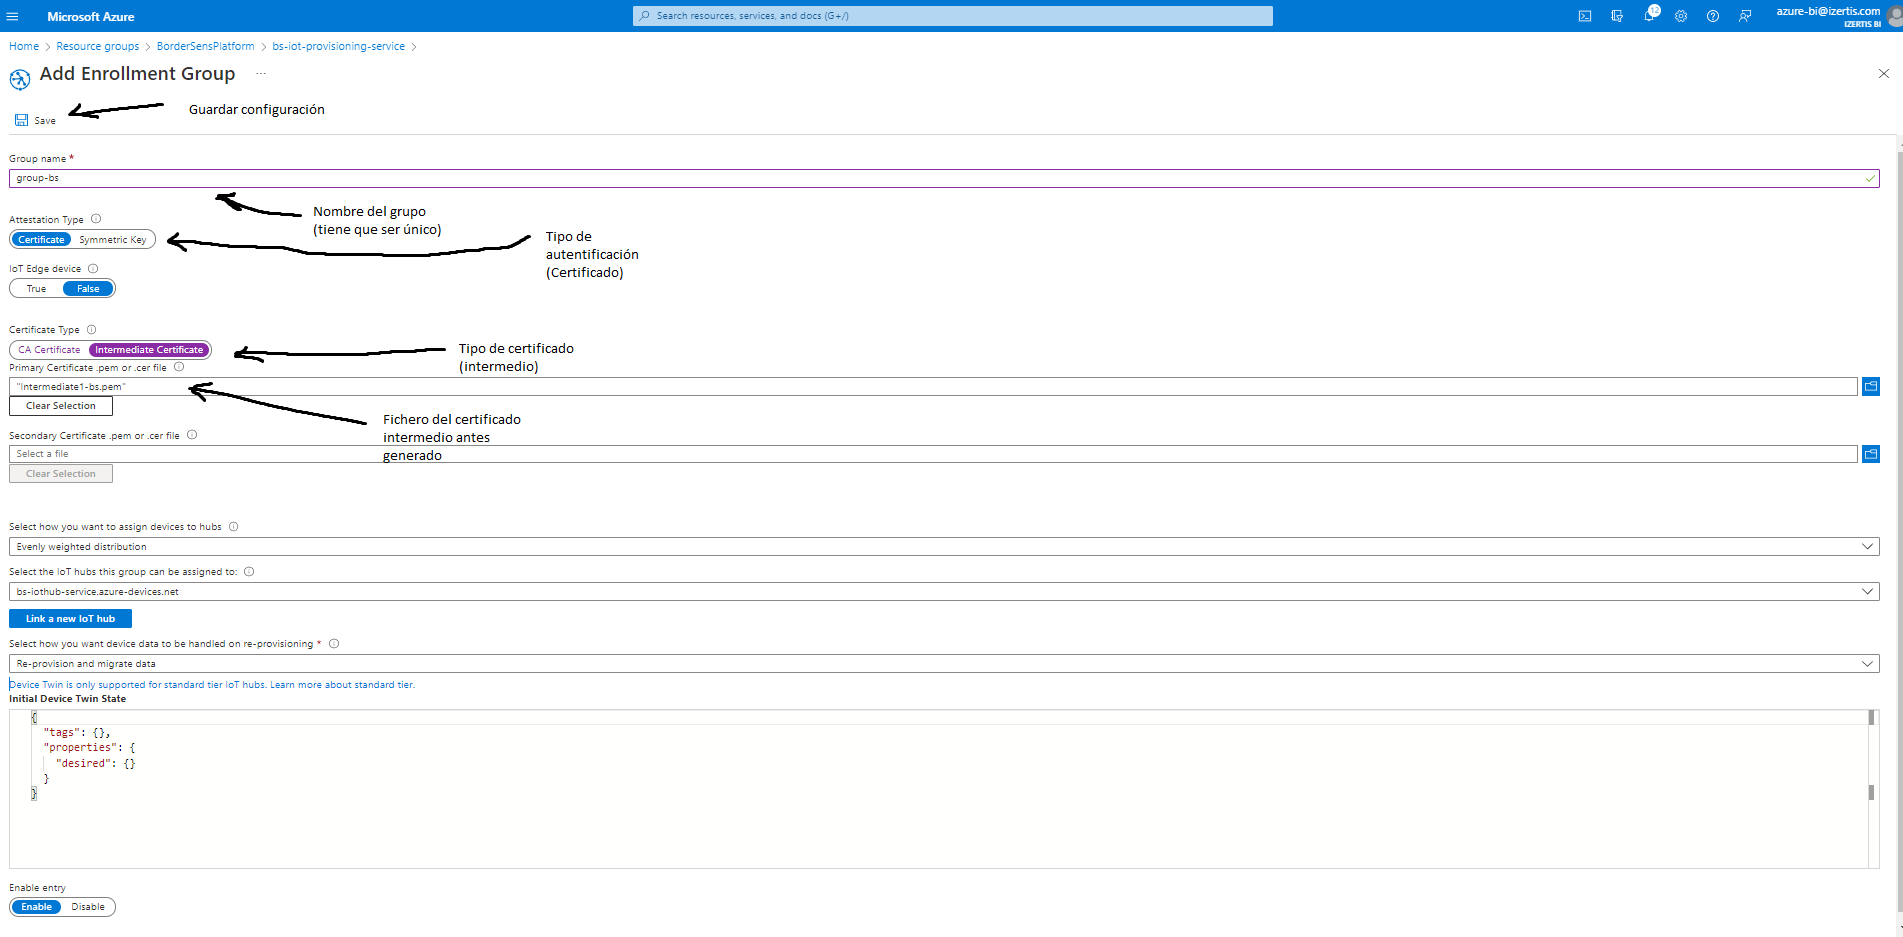 Microsoft Azure
Search resources, services, and docs (G+/)
12
azure-bi@izertis.com
IZERTIS BI
Home > Resource groups > BorderSensPlatform > bs-iot-provisioning-service >
Add Enrollment Group ...
Save
Guardar configuración
Group name *
group-bs
Nombre del grupo
(tiene que ser único)
Attestation Type
Certificate Symmetric Key
Tipo de
autentificación
(Certificado)
IoT Edge device
True False
Certificate Type
CA Certificate Intermediate Certificate
Tipo de certificado
(intermedio)
Primary Certificate .pem or .cer file
"Intermediate1-bs.pem"
Clear Selection
Fichero del certificado
intermedio antes
generado
Secondary Certificate .pem or .cer file
Select a file
Clear Selection
Select how you want to assign devices to hubs
Evenly weighted distribution
Select the IoT hubs this group can be assigned to:
bs-iothub-service.azure-devices.net
Link a new IoT hub
Select how you want device data to be handled on re-provisioning *
Re-provision and migrate data
Device Twin is only supported for standard tier IoT hubs. Learn more about standard tier.
Initial Device Twin State
{
"tags": {},
"properties": {
"desired": {}
}
}
Enable entry
Enable Disable